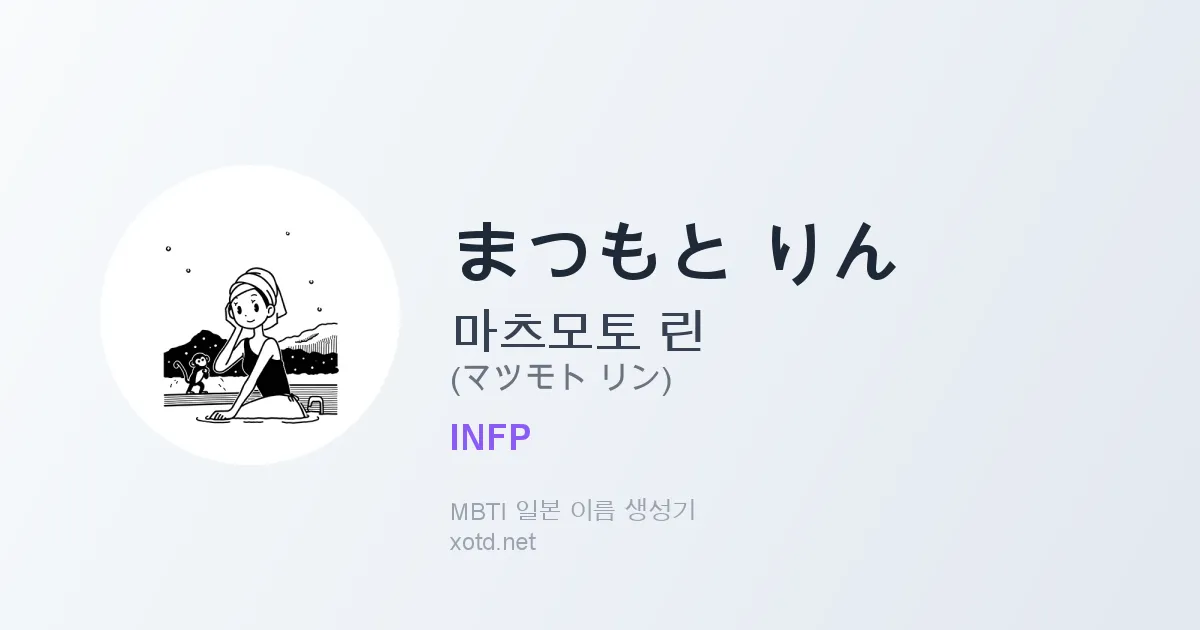 まつもと りん
마츠모토 린
(マツモト リン)
INFP
MBTI 일본 이름 생성기
xotd.net